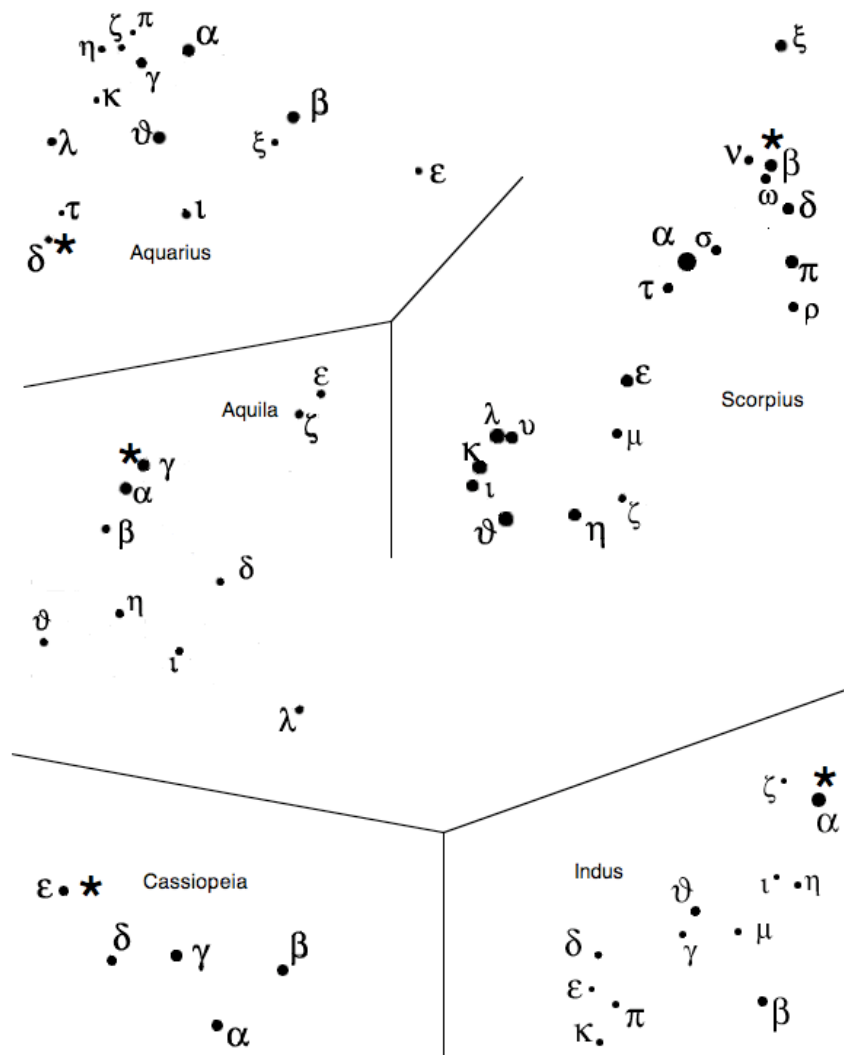 ζ π
η
α
γ
κ
β
λ
ϑ
ξ
ε
τ
ι
δ *
Aquarius
ξ
*
ν
β
ω
δ
α σ
π
τ
ρ
ε
Scorpius
λ υ
μ
κ
ι
ζ
ϑ
η
ε
Aquila
ζ
* γ
α
β
δ
η
ϑ
ι
λ
Cassiopeia
ε *
δ
γ
β
α
Indus
ζ *
α
ι η
ϑ
γ
μ
δ
ε
π
β
κ